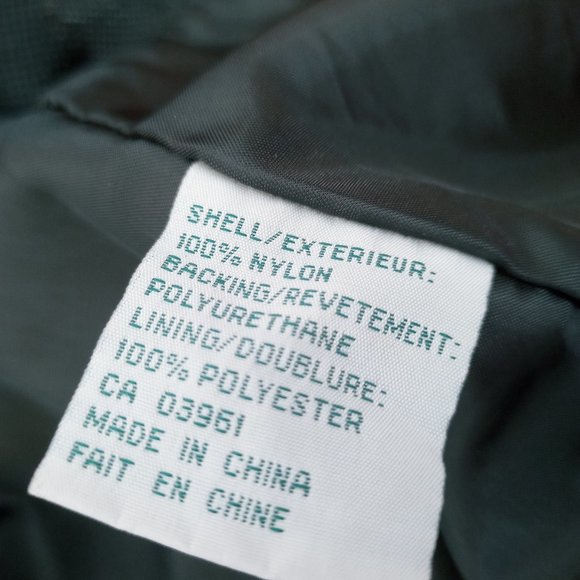 SHELL/EXTERIEUR:
100% NYLON
BACKING/REVETEMENT:
POLYURETHANE
LINING/DOUBLURE:
100% POLYESTER
CA 03961
MADE IN CHINA
FAIT EN CHINE